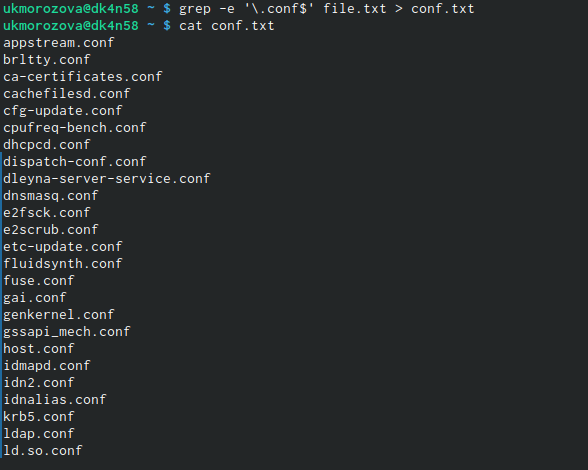 ukmorozova@dk4n58 ~ $ grep -e '\.conf$' file.txt > conf.txt
ukmorozova@dk4n58 ~ $ cat conf.txt
appstream.conf
brltty.conf
ca-certificates.conf
cachefilesd.conf
cfg-update.conf
cpufreq-bench.conf
dhcpcd.conf
dispatch-conf.conf
dleyna-server-service.conf
dnsmasq.conf
e2fsck.conf
e2scrub.conf
etc-update.conf
fluidsynth.conf
fuse.conf
gai.conf
genkernel.conf
gssapi_mech.conf
host.conf
idmapd.conf
idn2.conf
idnalias.conf
krb5.conf
ldap.conf
ld.so.conf